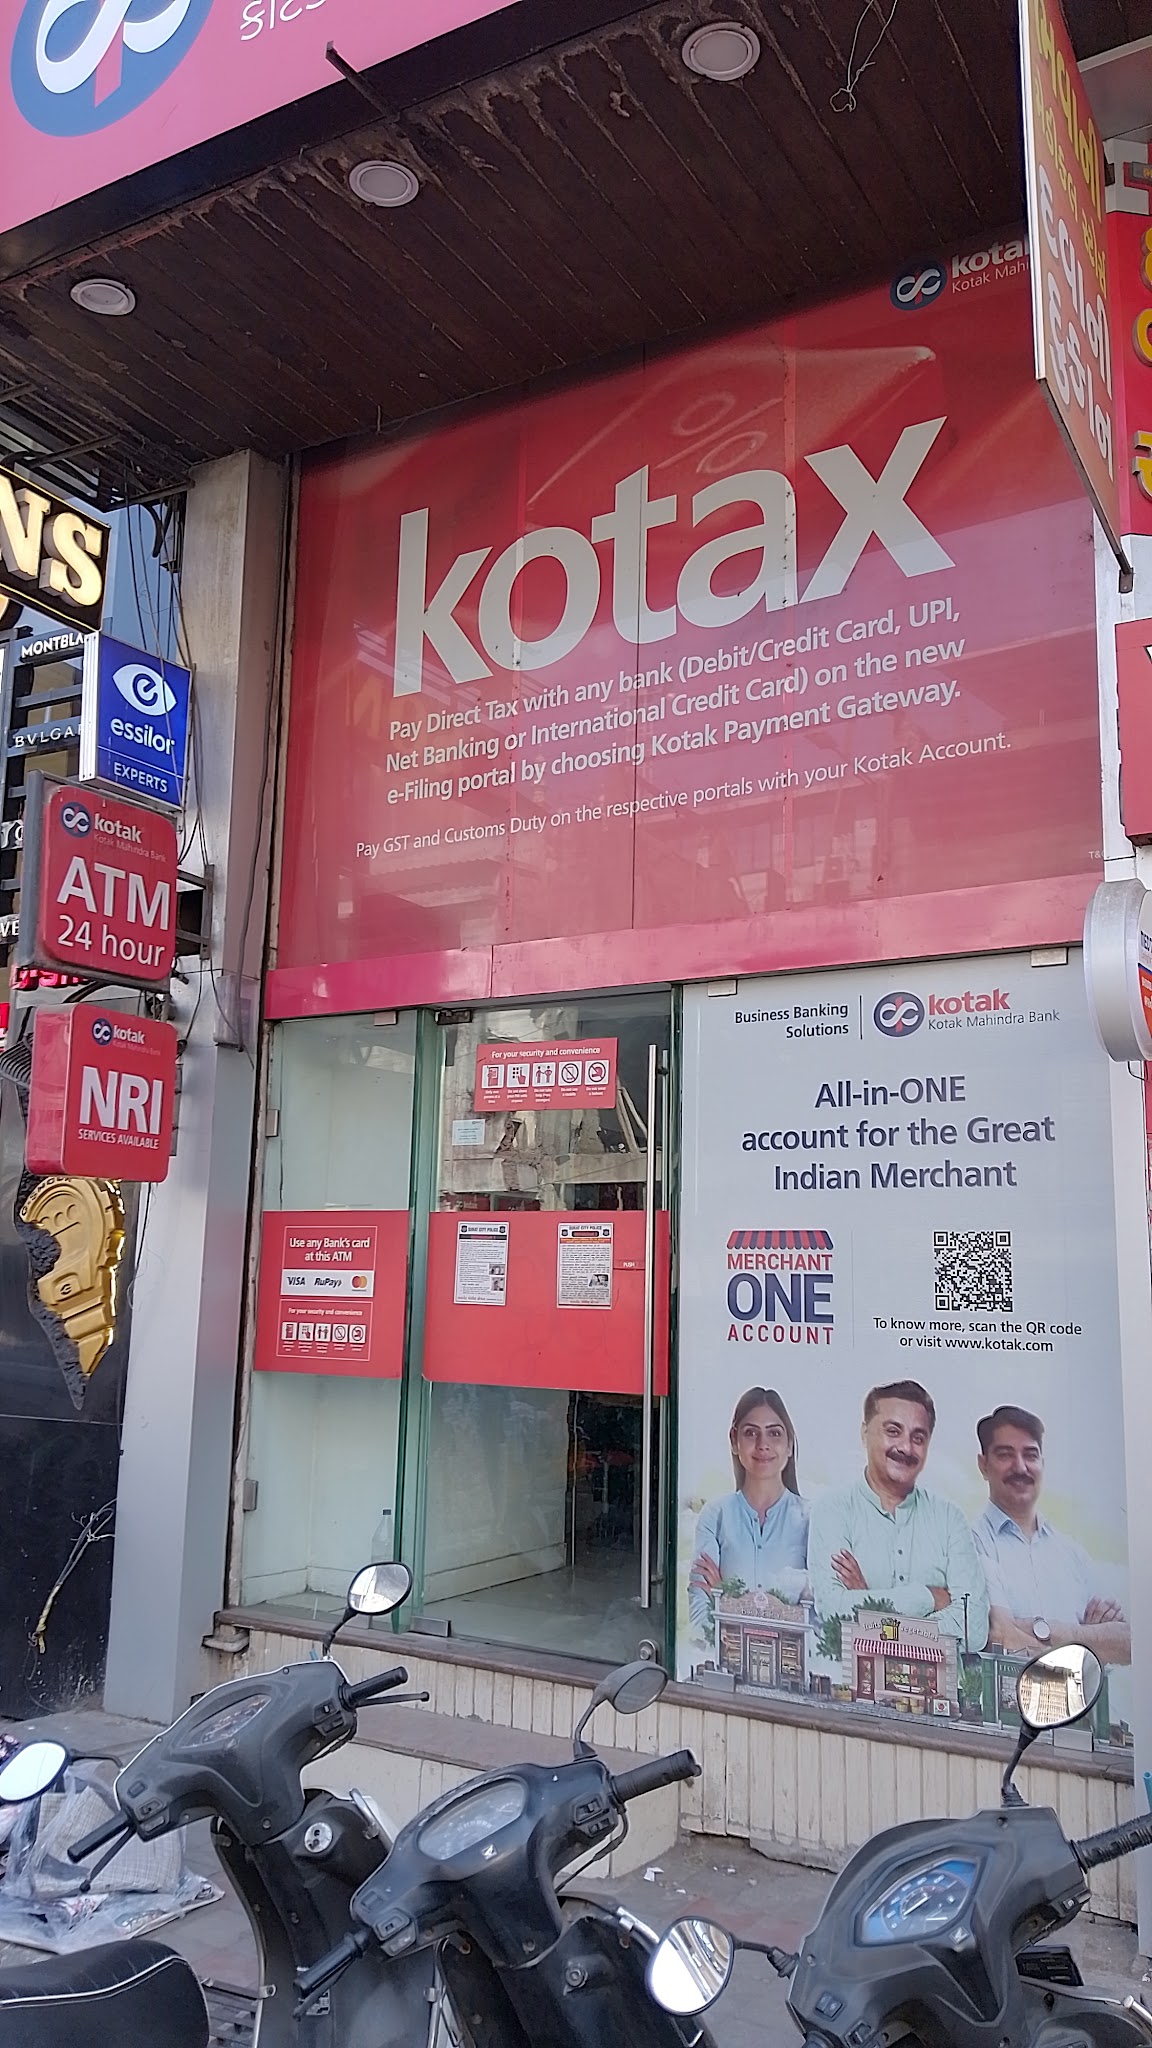 કોટક
kotak
Kotak Mahi
kotax
Pay Direct Tax with any bank (Debit/Credit Card, UPI,
Net Banking or International Credit Card) on the new
e-Filing portal by choosing Kotak Payment Gateway.
Pay GST and Customs Duty on the respective portals with your Kotak Account.
NS
MONTBLA
BVLGAR
essilor
EXPERTS
kotak
Kotak Mahindra Bank
ATM
24 hour
kotak
Kotak Mahindra Bank
NRI
SERVICES AVAILABLE
For your security and convenience
Use any Bank's card
at this ATM
VISA RuPay
For your security and convenience
SURAT CITY POLICE
SURAT CITY POLICE
PUSH
Business Banking
Solutions
kotak
Kotak Mahindra Bank
All-in-ONE
account for the Great
Indian Merchant
MERCHANT
ONE
ACCOUNT
To know more, scan the QR code
or visit www.kotak.com